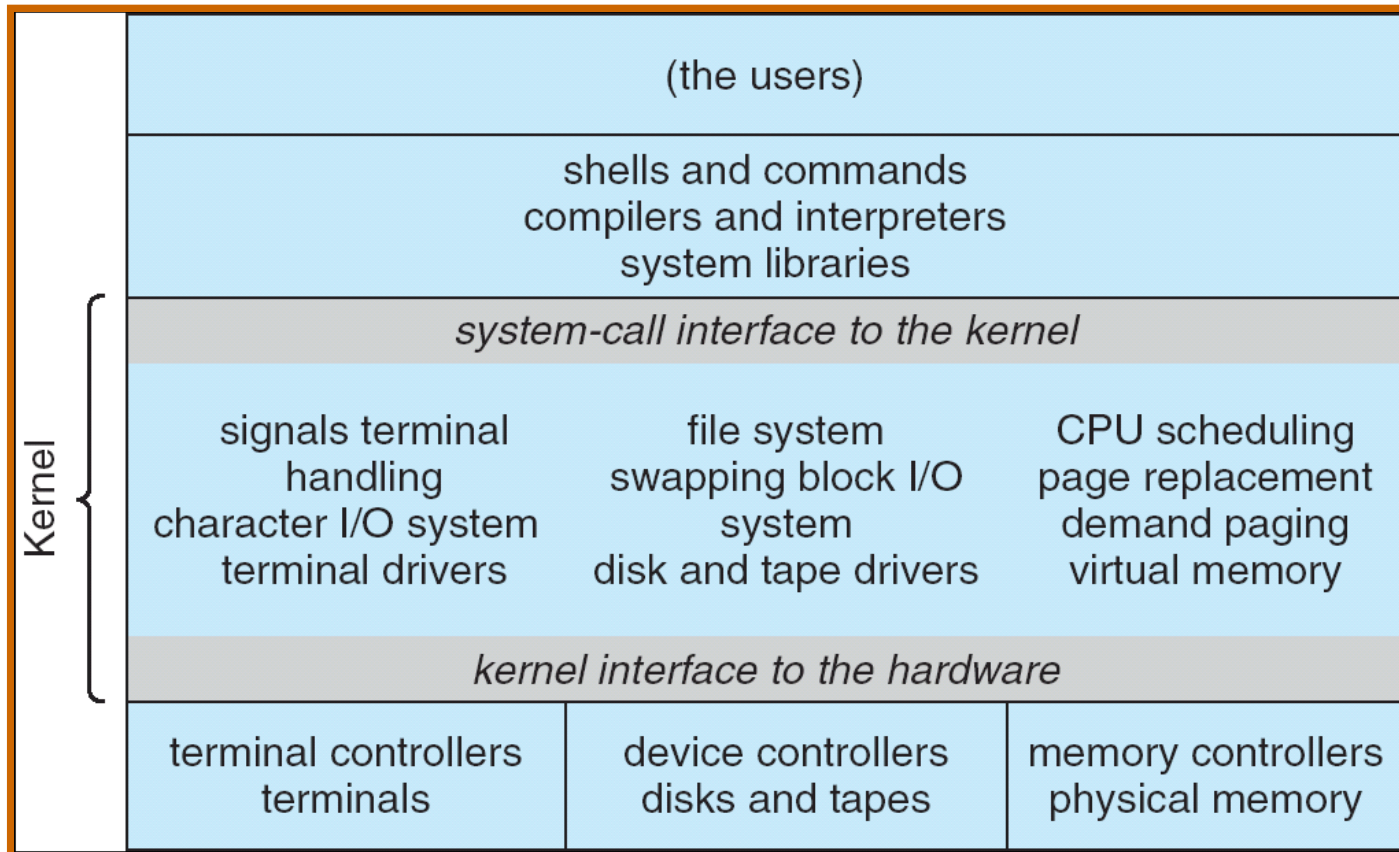 (the users)
shells and commands
compilers and interpreters
system libraries
Kernel
system-call interface to the kernel
signals terminal
handling
character I/O system
terminal drivers
file system
swapping block I/O
system
disk and tape drivers
CPU scheduling
page replacement
demand paging
virtual memory
kernel interface to the hardware
terminal controllers
terminals
device controllers
disks and tapes
memory controllers
physical memory